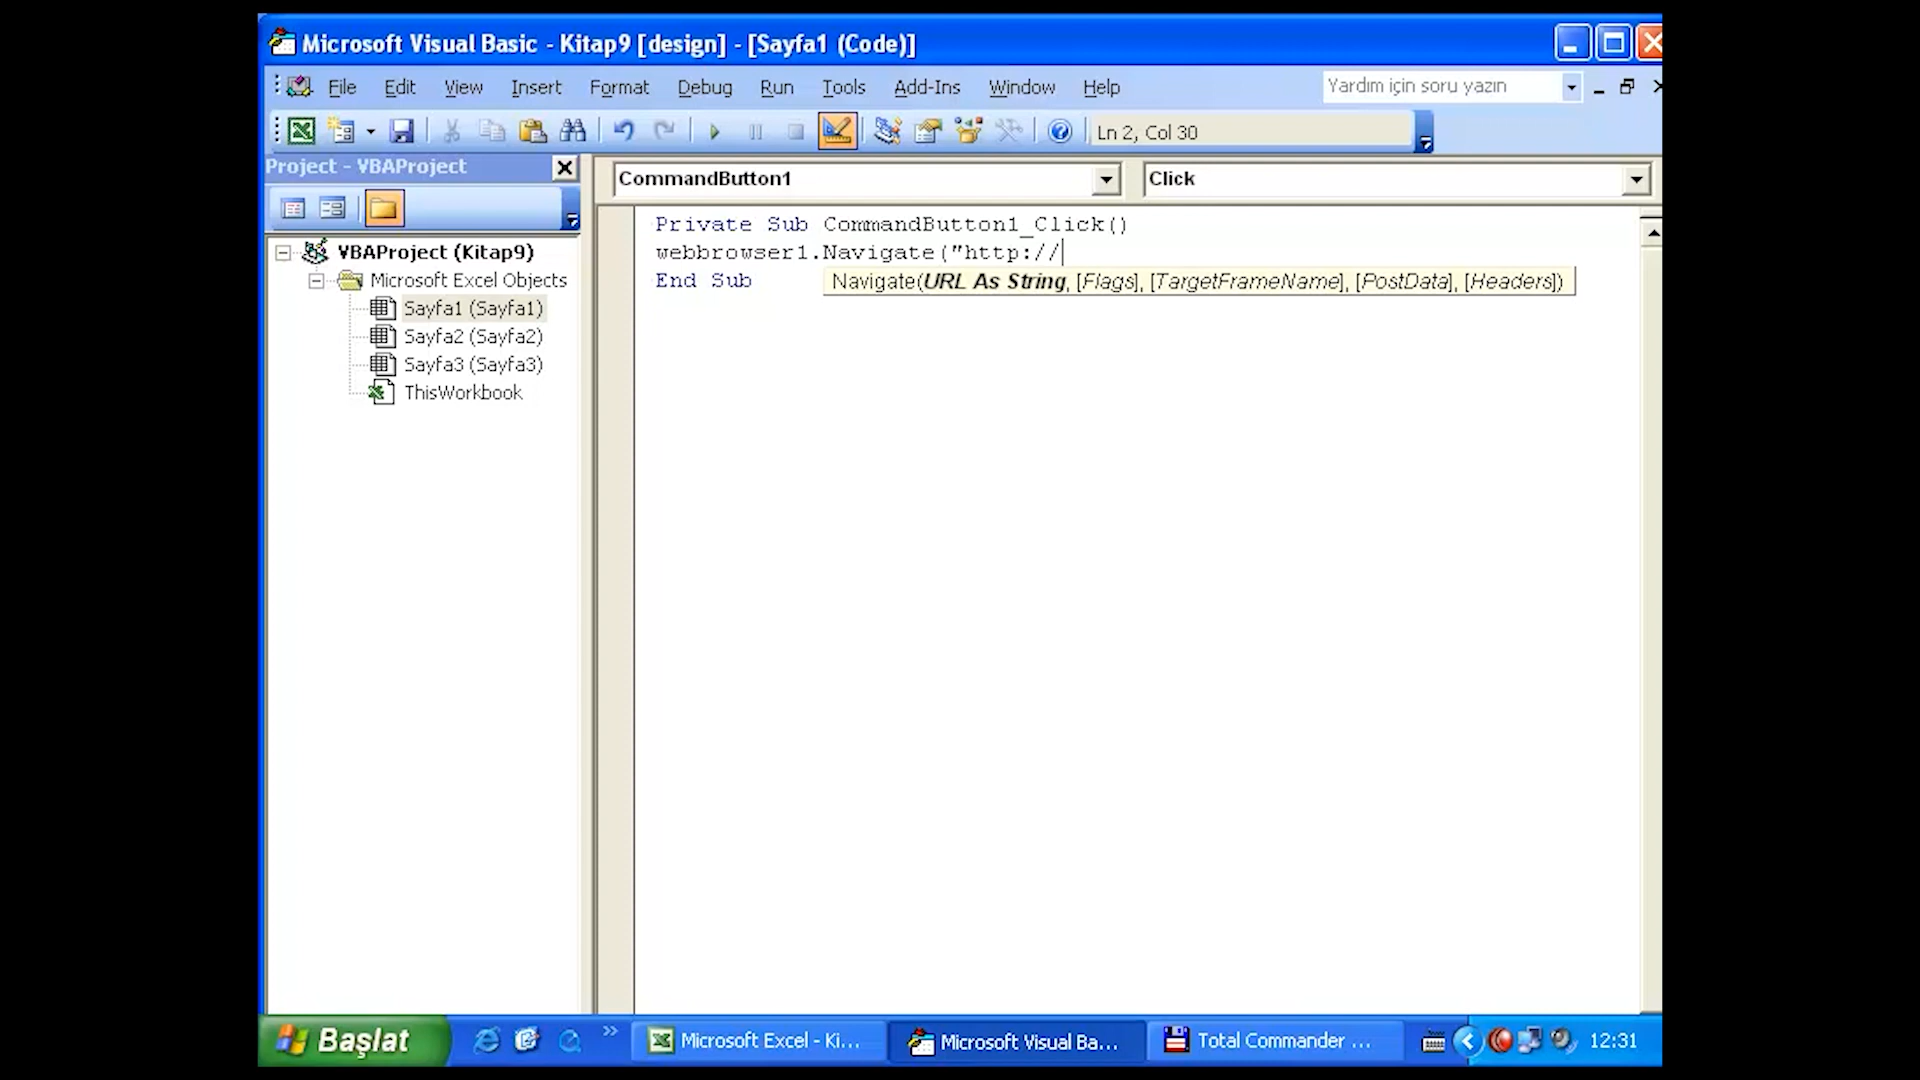 Microsoft Visual Basic - Kitap9 [design] - [Sayfa1 (Code)]
File Edit View Insert Format Debug Run Tools Add-Ins Window Help Yardım için soru yazın
Ln 2, Col 30
Project - VBAProject
CommandButton1 Click
VBAProject (Kitap9)
Microsoft Excel Objects
Sayfa1 (Sayfa1)
Sayfa2 (Sayfa2)
Sayfa3 (Sayfa3)
ThisWorkbook
Private Sub CommandButton1_Click()
webbrowser1.Navigate("http://
End Sub
Navigate(URL As String, [Flags], [TargetFrameName], [PostData], [Headers])
Başlat Microsoft Excel - Ki... Microsoft Visual Ba... Total Commander ... 12:31